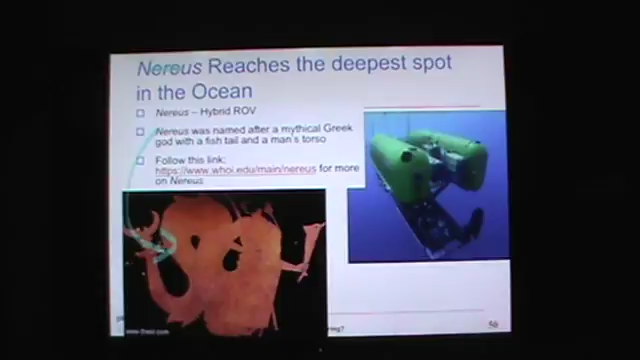 Nereus Reaches the deepest spot
in the Ocean
Nereus – Hybrid ROV
Nereus was named after a mythical Greek
god with a fish tail and a man's torso
Follow this link:
https://www.whoi.edu/main/nereus for more
on Nereus
56